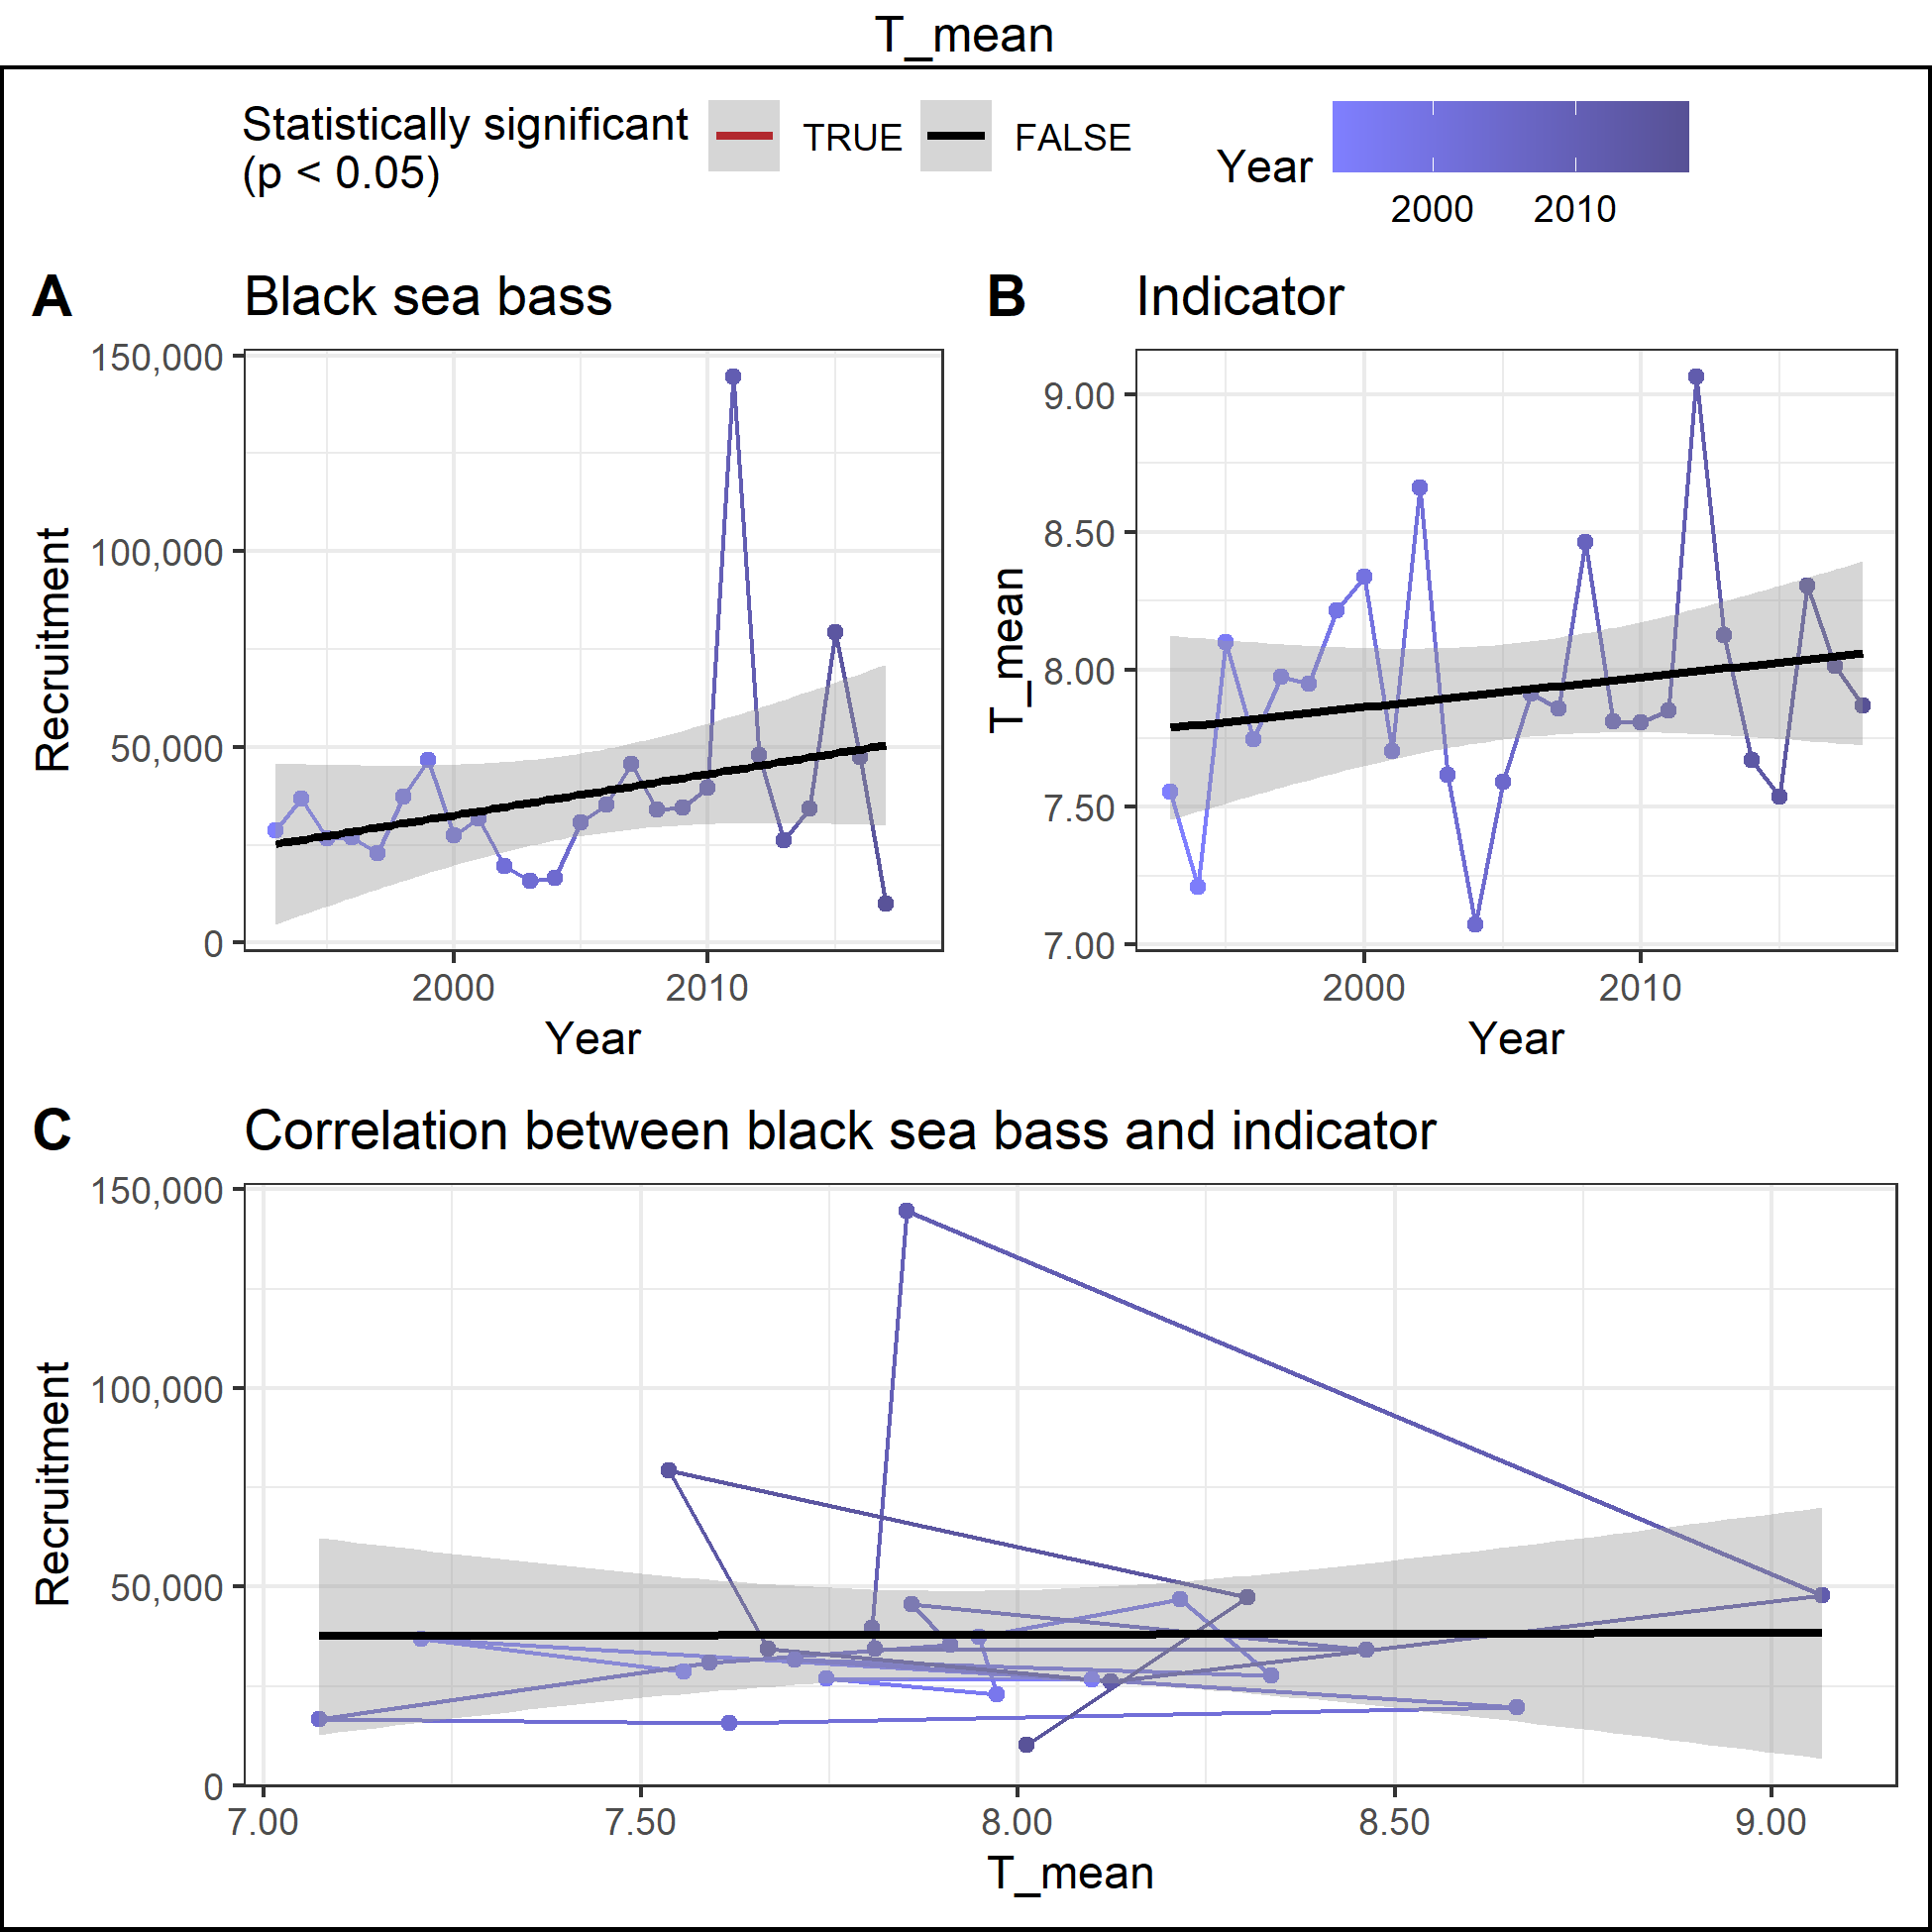 T_mean
Statistically significant
(p < 0.05)
TRUE
FALSE
Year
2000
2010
A
Black sea bass
150,000
100,000
50,000
0
Recruitment
2000
2010
Year
B
Indicator
9.00
8.50
8.00
7.50
7.00
T_mean
2000
2010
Year
C
Correlation between black sea bass and indicator
150,000
100,000
50,000
0
Recruitment
7.00
7.50
8.00
8.50
9.00
T_mean